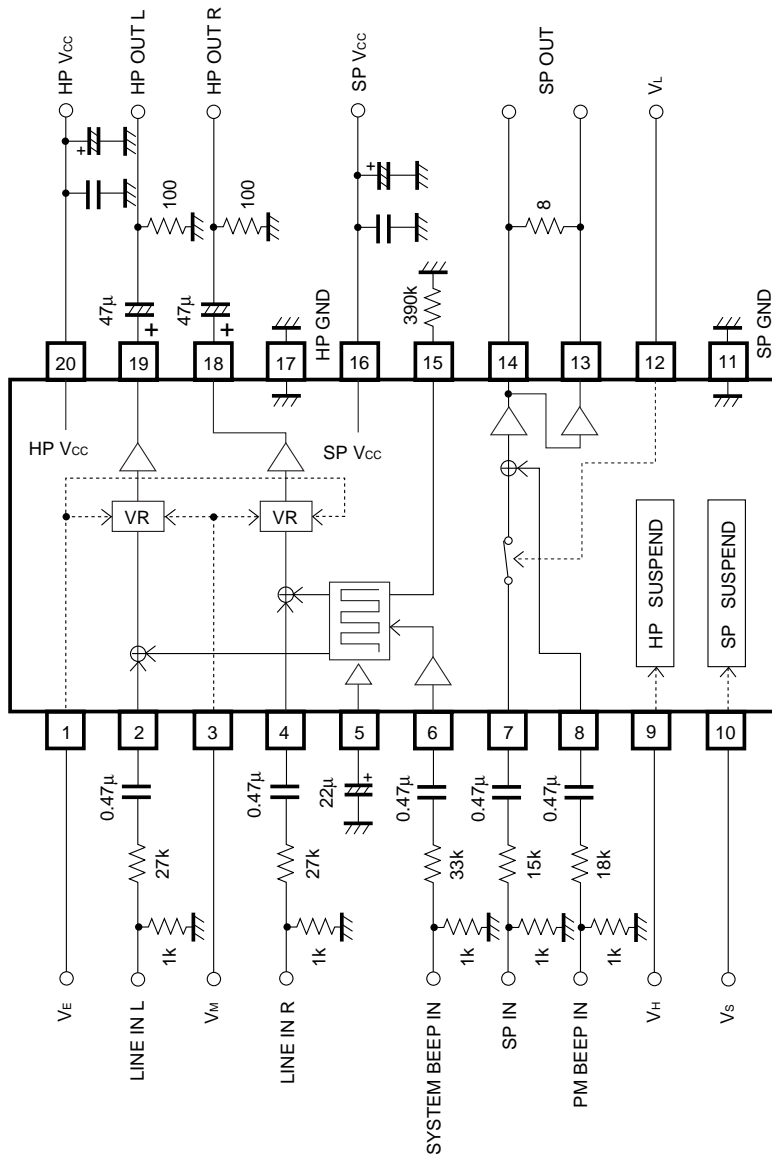 HP VCC
HP OUT L
HP OUT R
SP VCC
SP OUT
VL
+
100
100
+
8
47µ
+
47µ
+
HP GND
390k
SP GND
20
19
18
17
16
15
14
13
12
11
HP VCC
SP VCC
VR
VR
HP SUSPEND
SP SUSPEND
1
2
3
4
5
6
7
8
9
10
0.47µ
0.47µ
22µ
+
0.47µ
0.47µ
0.47µ
27k
27k
33k
15k
18k
1k
1k
1k
1k
1k
VE
LINE IN L
VM
LINE IN R
SYSTEM BEEP IN
SP IN
PM BEEP IN
VH
VS